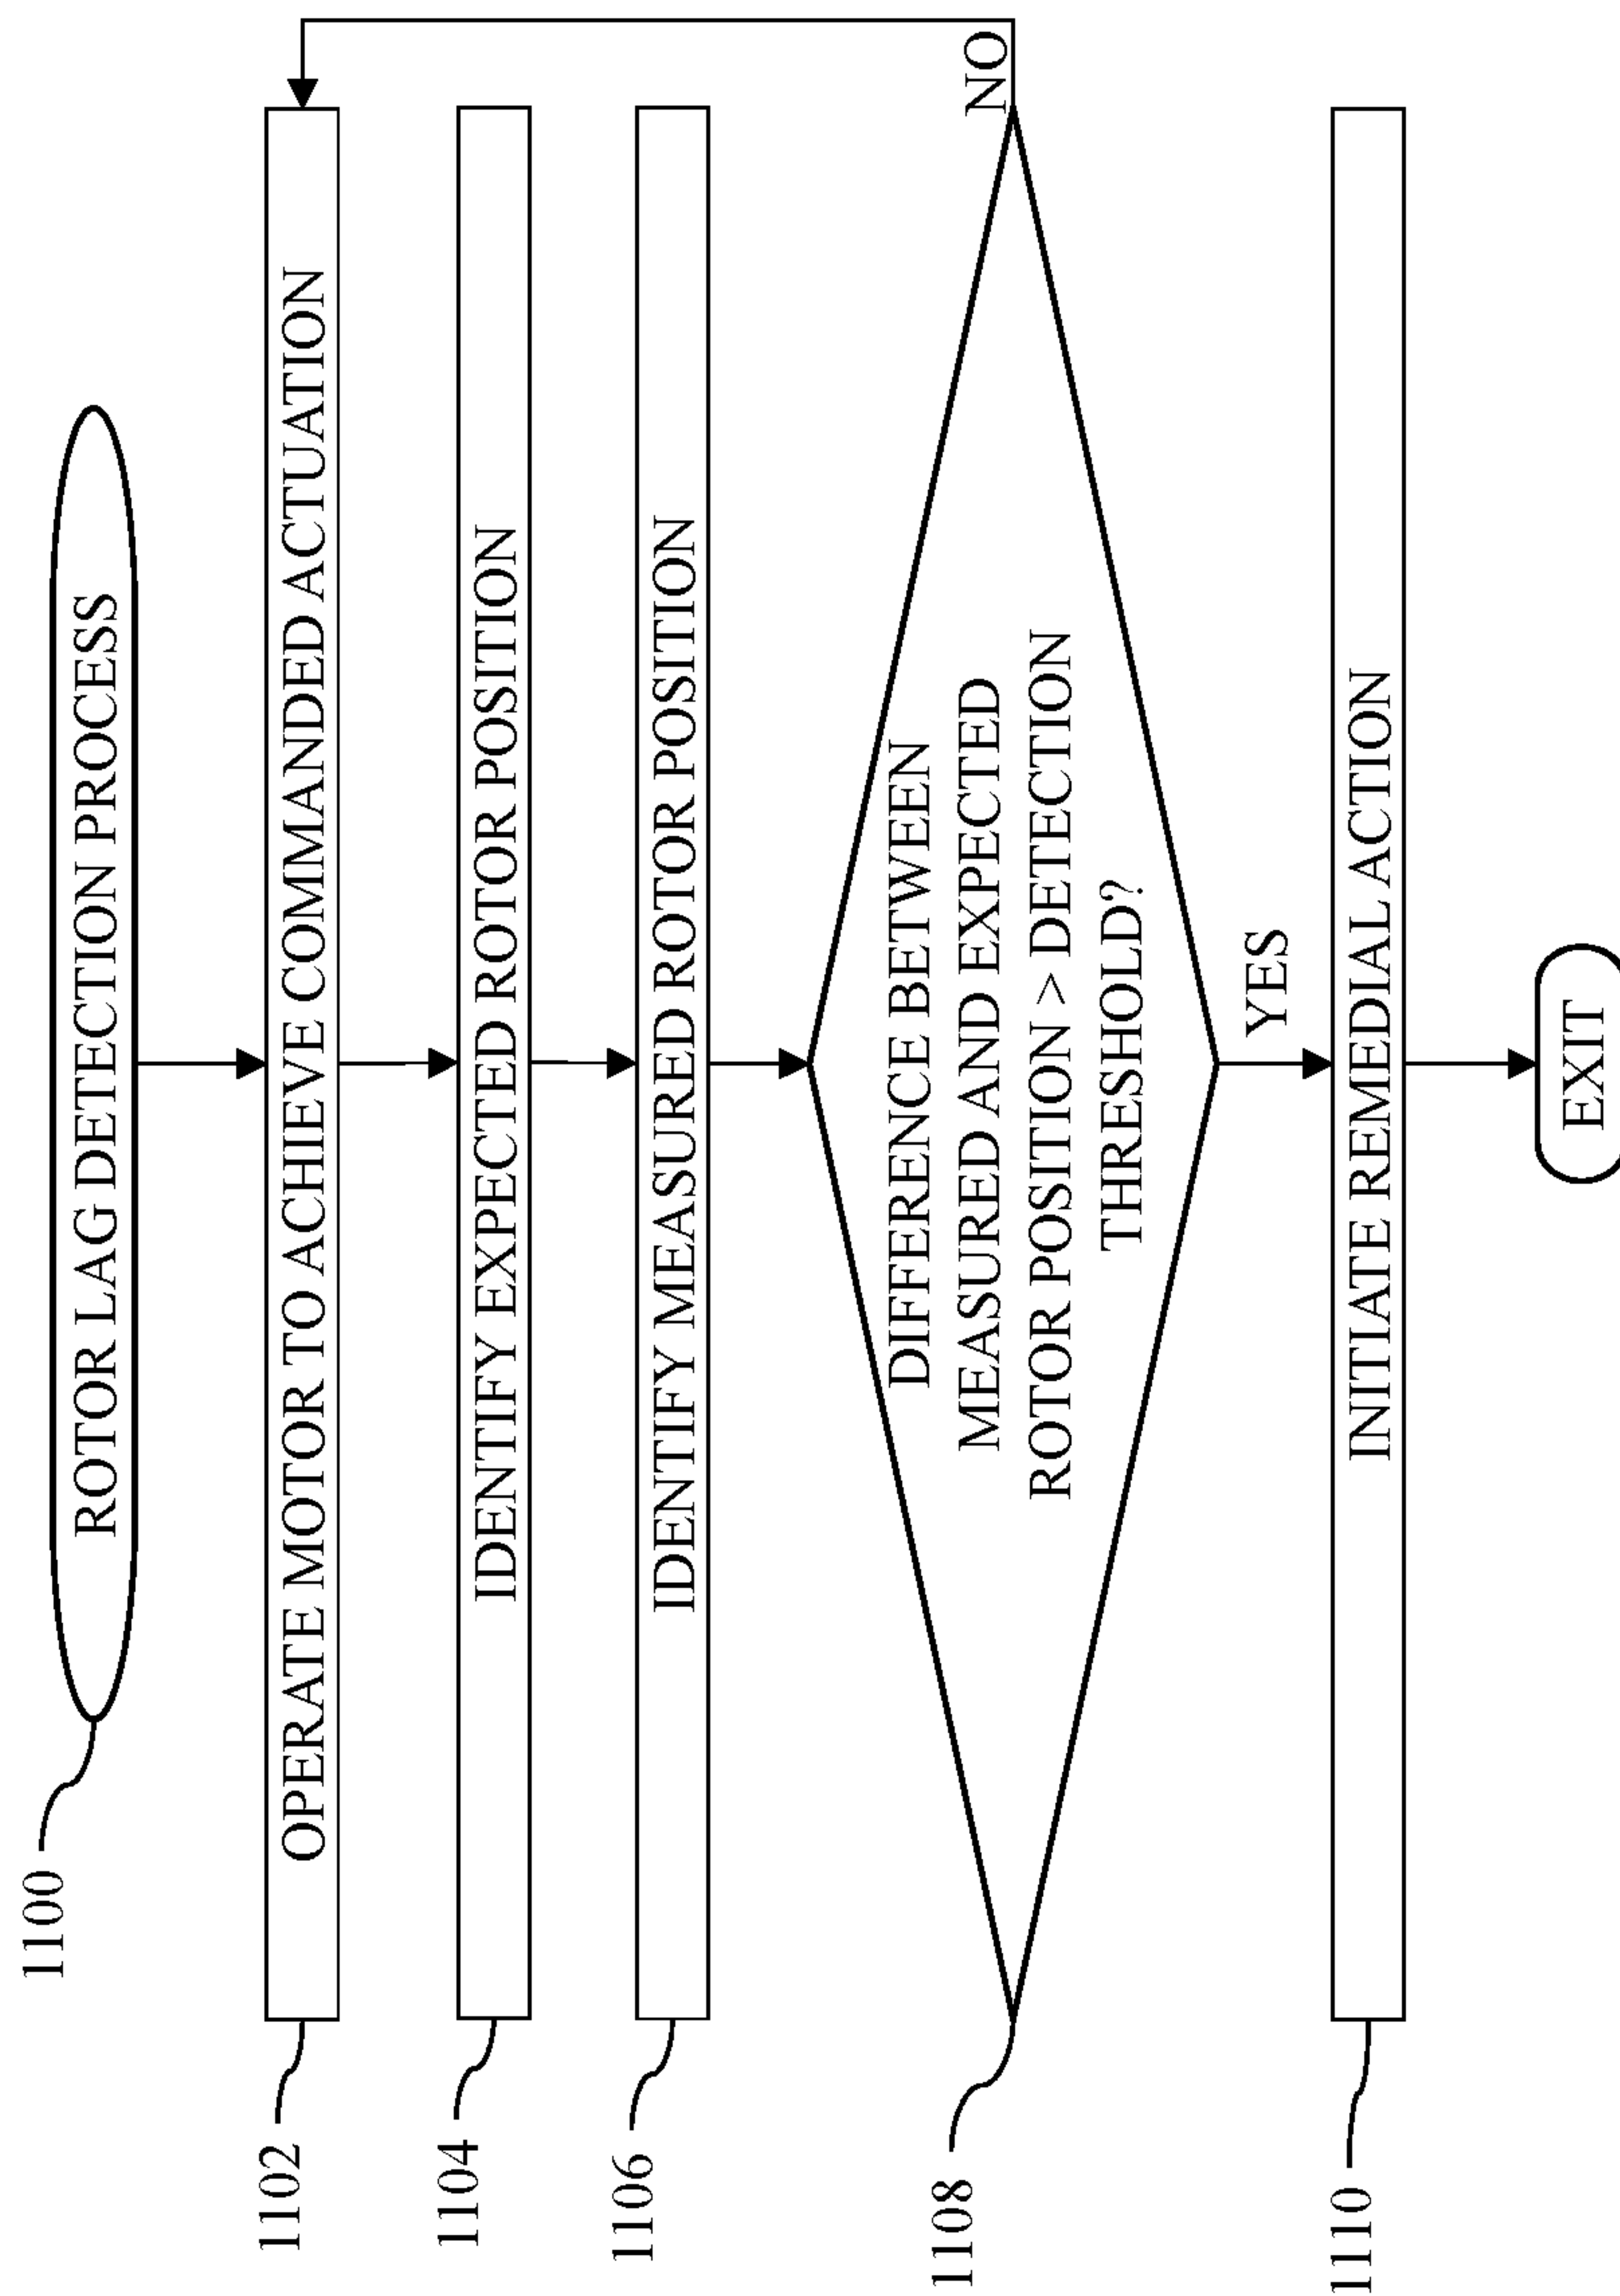 1100
ROTOR LAG DETECTION PROCESS
1102
OPERATE MOTOR TO ACHIEVE COMMANDED ACTUATION
1104
IDENTIFY EXPECTED ROTOR POSITION
1106
IDENTIFY MEASURED ROTOR POSITION
1108
DIFFERENCE BETWEEN
MEASURED AND EXPECTED
ROTOR POSITION > DETECTION
THRESHOLD?
NO
YES
1110
INITIATE REMEDIAL ACTION
EXIT